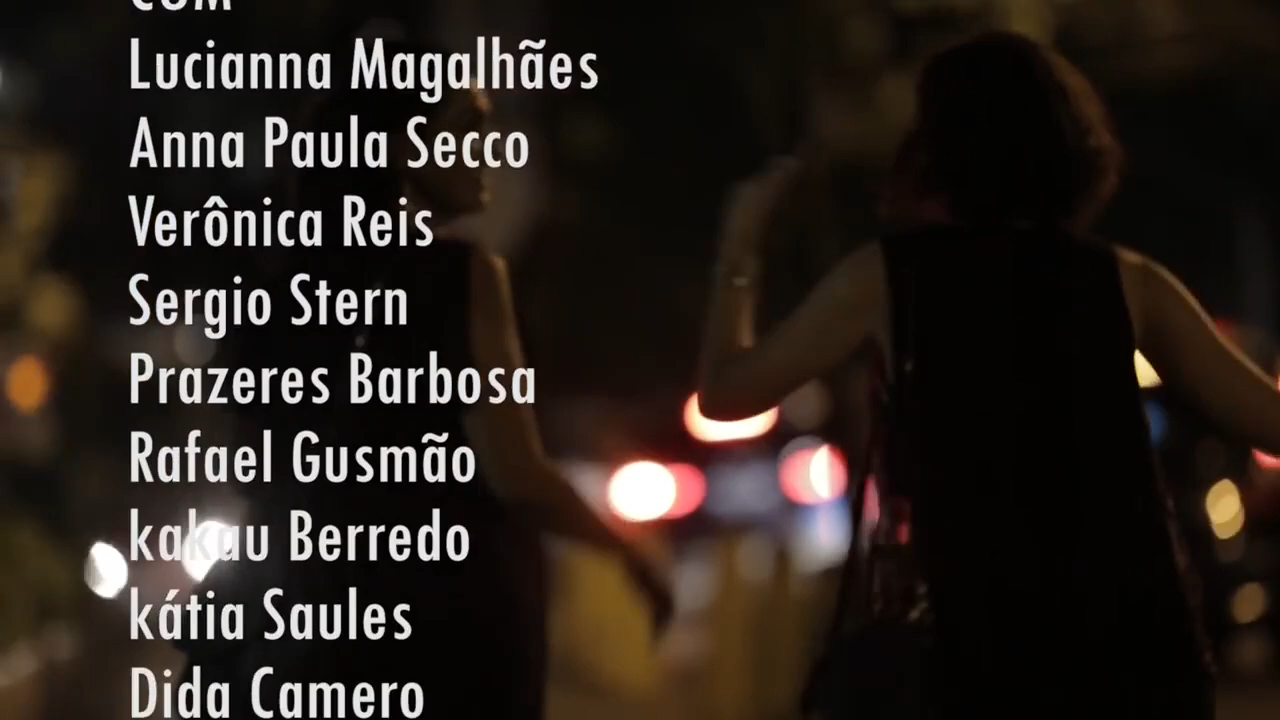 COM
Lucianna Magalhães
Anna Paula Secco
Verônica Reis
Sergio Stern
Prazeres Barbosa
Rafael Gusmão
kakau Berredo
kátia Saules
Dida Camero